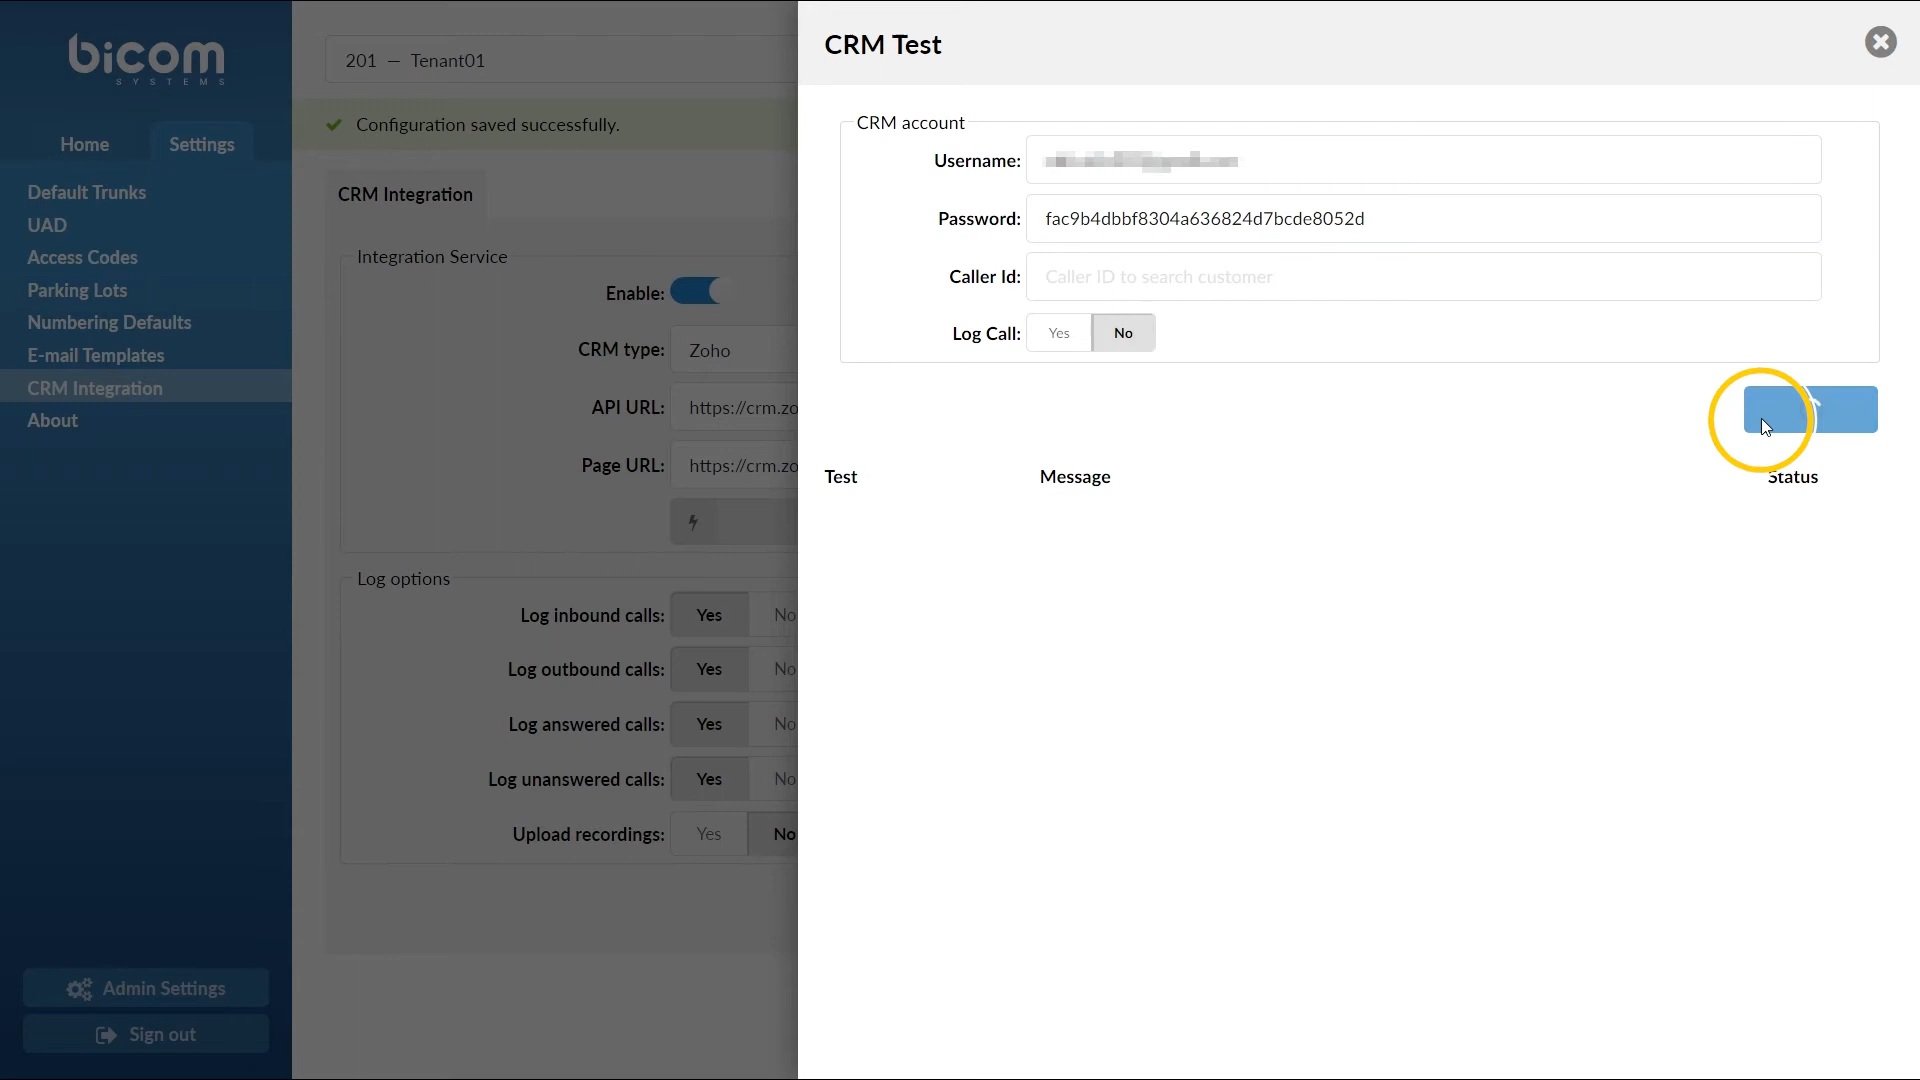 bicom
SYSTEMS
Home
Settings
Default Trunks
UAD
Access Codes
Parking Lots
Numbering Defaults
E-mail Templates
CRM Integration
About
Admin Settings
Sign out
201 — Tenant01
Configuration saved successfully.
CRM Integration
Integration Service
Enable:
CRM type: Zoho
API URL: https://crm.zo
Page URL: https://crm.zo
Log options
Log inbound calls: Yes No
Log outbound calls: Yes No
Log answered calls: Yes No
Log unanswered calls: Yes No
Upload recordings: Yes No
CRM Test
CRM account
Username:
Password: fac9b4dbbf8304a636824d7bcde8052d
Caller Id: Caller ID to search customer
Log Call: Yes No
Test Message Status